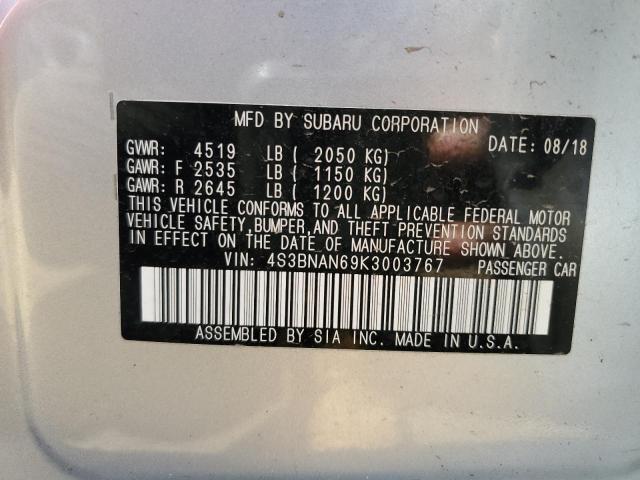 MFD BY SUBARU CORPORATION
DATE: 08/18
GVWR: 4519 LB ( 2050 KG)
GAWR: F 2535 LB ( 1150 KG)
GAWR: R 2645 LB ( 1200 KG)
THIS VEHICLE CONFORMS TO ALL APPLICABLE FEDERAL MOTOR
VEHICLE SAFETY,BUMPER,AND THEFT PREVENTION STANDARDS
IN EFFECT ON THE DATE OF MANUFACTURE SHOWN ABOVE.
VIN: 4S3BNAN69K3003767 PASSENGER CAR
ASSEMBLED BY SIA INC. MADE IN U.S.A.